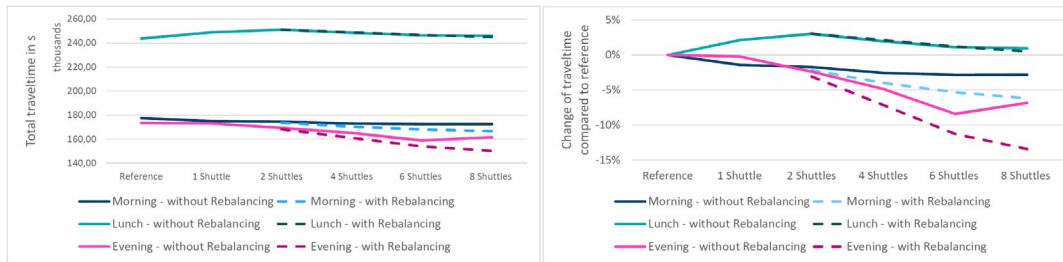 Total traveltime in s
thousands
260,00
240,00
220,00
200,00
180,00
160,00
140,00
Reference 1 Shuttle 2 Shuttles 4 Shuttles 6 Shuttles 8 Shuttles
Morning - without Rebalancing Morning - with Rebalancing
Lunch - without Rebalancing Lunch - with Rebalancing
Evening - without Rebalancing Evening - with Rebalancing
Change of traveltime
compared to reference
5%
0%
-5%
-10%
-15%
Reference 1 Shuttle 2 Shuttles 4 Shuttles 6 Shuttles 8 Shuttles
Morning - without Rebalancing Morning - with Rebalancing
Lunch - without Rebalancing Lunch - with Rebalancing
Evening - without Rebalancing Evening - with Rebalancing